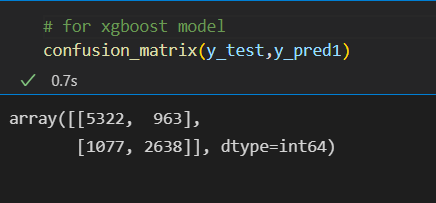 # for xgboost model
confusion_matrix(y_test,y_pred1)
0.7s
array([[5322,  963],
       [1077, 2638]], dtype=int64)